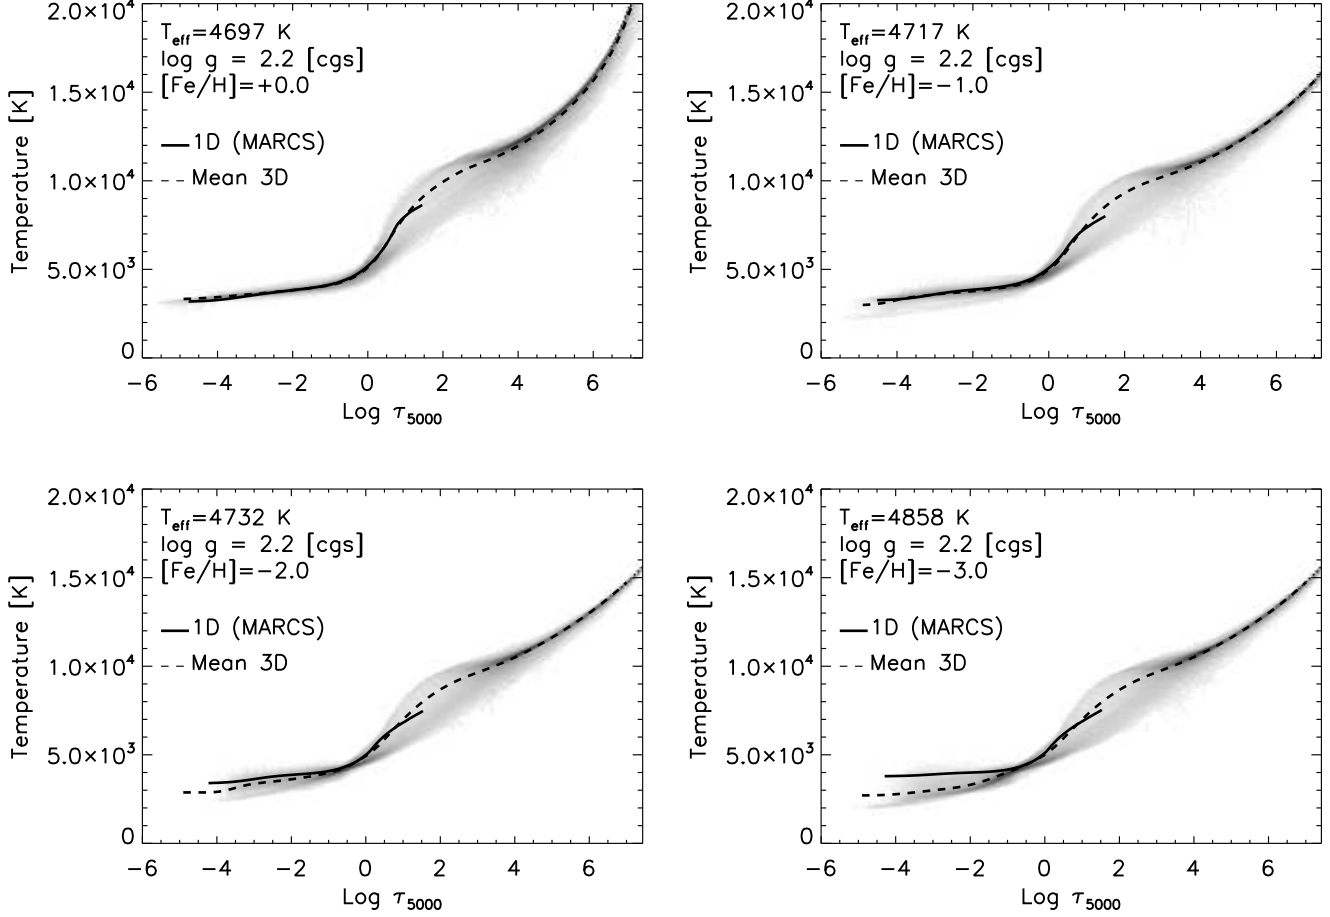 2.0×10⁴
1.5×10⁴
1.0×10⁴
5.0×10³
0
Temperature [K]
T_eff=4697 K
log g = 2.2 [cgs]
[Fe/H]=+0.0
1D (MARCS)
Mean 3D
−6 −4 −2 0 2 4 6
Log τ_5000
2.0×10⁴
1.5×10⁴
1.0×10⁴
5.0×10³
0
Temperature [K]
T_eff=4717 K
log g = 2.2 [cgs]
[Fe/H]=−1.0
1D (MARCS)
Mean 3D
−6 −4 −2 0 2 4 6
Log τ_5000
2.0×10⁴
1.5×10⁴
1.0×10⁴
5.0×10³
0
Temperature [K]
T_eff=4732 K
log g = 2.2 [cgs]
[Fe/H]=−2.0
1D (MARCS)
Mean 3D
−6 −4 −2 0 2 4 6
Log τ_5000
2.0×10⁴
1.5×10⁴
1.0×10⁴
5.0×10³
0
Temperature [K]
T_eff=4858 K
log g = 2.2 [cgs]
[Fe/H]=−3.0
1D (MARCS)
Mean 3D
−6 −4 −2 0 2 4 6
Log τ_5000